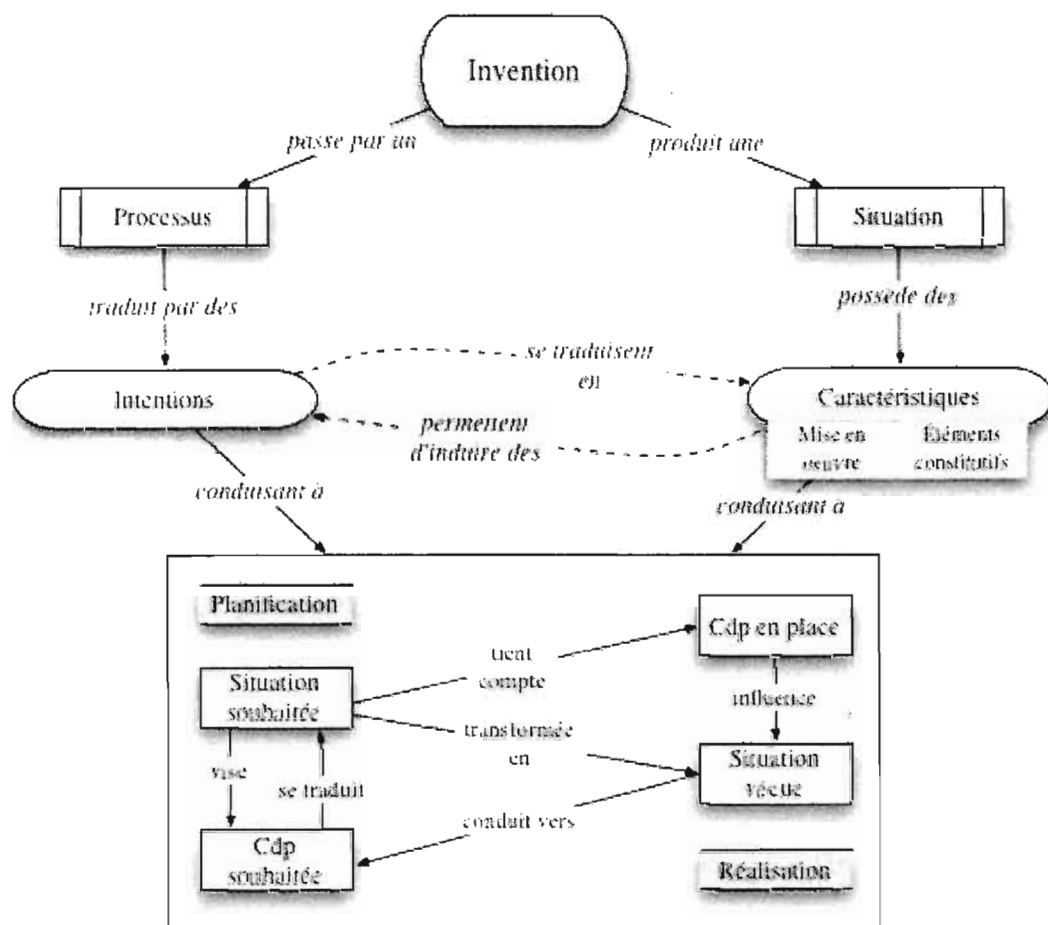 Invention
passe par un
produit une
Processus
Situation
traduit par des
possède des
se traduisent
en
Intentions
Caractéristiques
permettent
d'induire des
Mise en
oeuvre
Éléments
constitutifs
conduisant à
conduisant à
Planification
Cdp en place
tient
compte
Situation
souhaitée
influence
transformée
en
Situation
vécue
vise
se traduit
conduit vers
Cdp
souhaitée
Réalisation